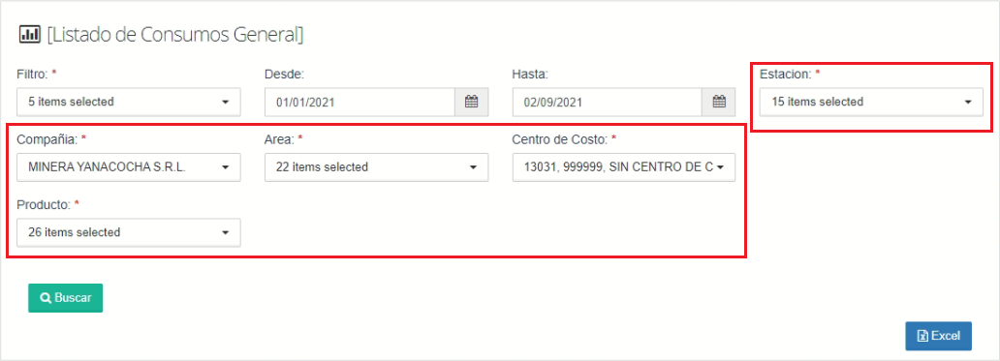 [Listado de Consumos General]
Filtro: * Desde: Hasta: Estacion: *
5 items selected 01/01/2021 02/09/2021 15 items selected
Compañia: * Area: * Centro de Costo: *
MINERA YANACOCHA S.R.L. 22 items selected 13031, 999999, SIN CENTRO DE C
Producto: *
26 items selected
Buscar
Excel